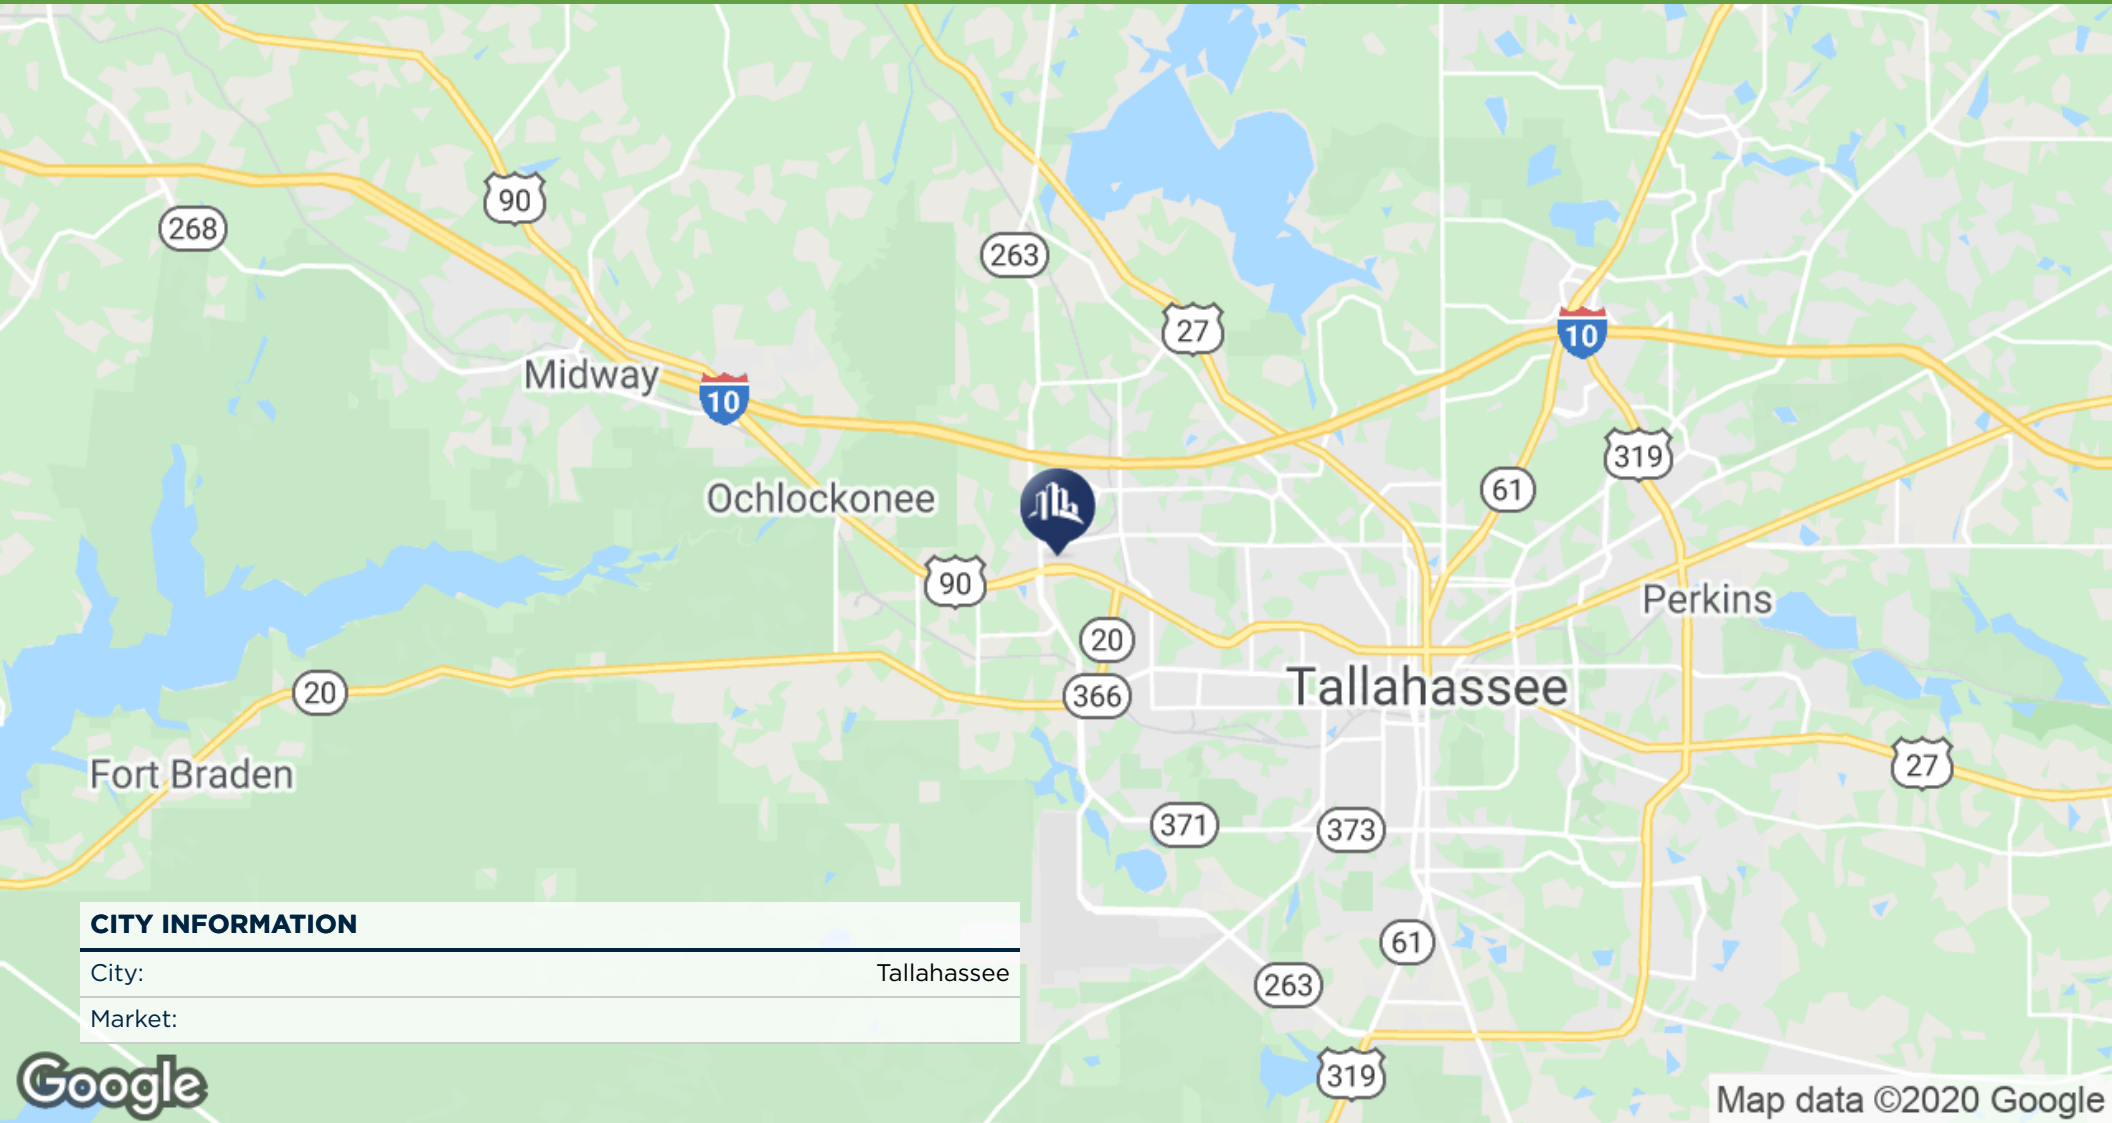 90
268
263
27
10
Midway
10
319
61
Ochlockonee
90
Perkins
20
Tallahassee
20
366
Fort Braden
27
371
373
CITY INFORMATION
61
City: Tallahassee
263
Market:
319
Google
Map data ©2020 Google